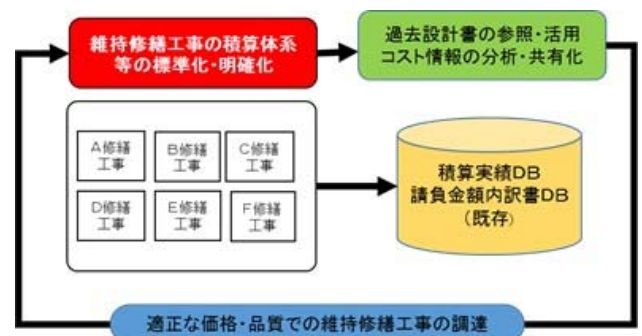 維持修繕工事の積算体系
等の標準化・明確化
過去設計書の参照・活用
コスト情報の分析・共有化
A修繕
工事
B修繕
工事
C修繕
工事
D修繕
工事
E修繕
工事
F修繕
工事
積算実績DB
請負金額内訳書DB
(既存)
適正な価格・品質での維持修繕工事の調達